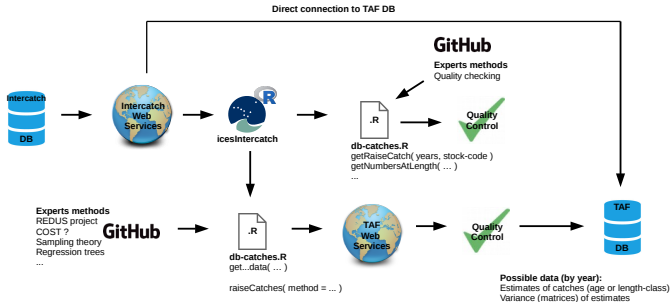 Direct connection to TAF DB
GitHub
Experts methods
Quality checking
Intercatch
DB
Intercatch
Web
Services
R
icesIntercatch
.R
db-catches.R
getRaiseCatch( years, stock-code )
getNumbersAtLength( ... )
...
Quality
Control
Experts methods
REDUS project
COST ?
Sampling theory
Regression trees
...
GitHub
.R
db-catches.R
get...data( ... )
raiseCatches( method = ... )
TAF
Web
Services
Quality
Control
TAF
DB
Possible data (by year):
Estimates of catches (age or length-class)
Variance (matrices) of estimates